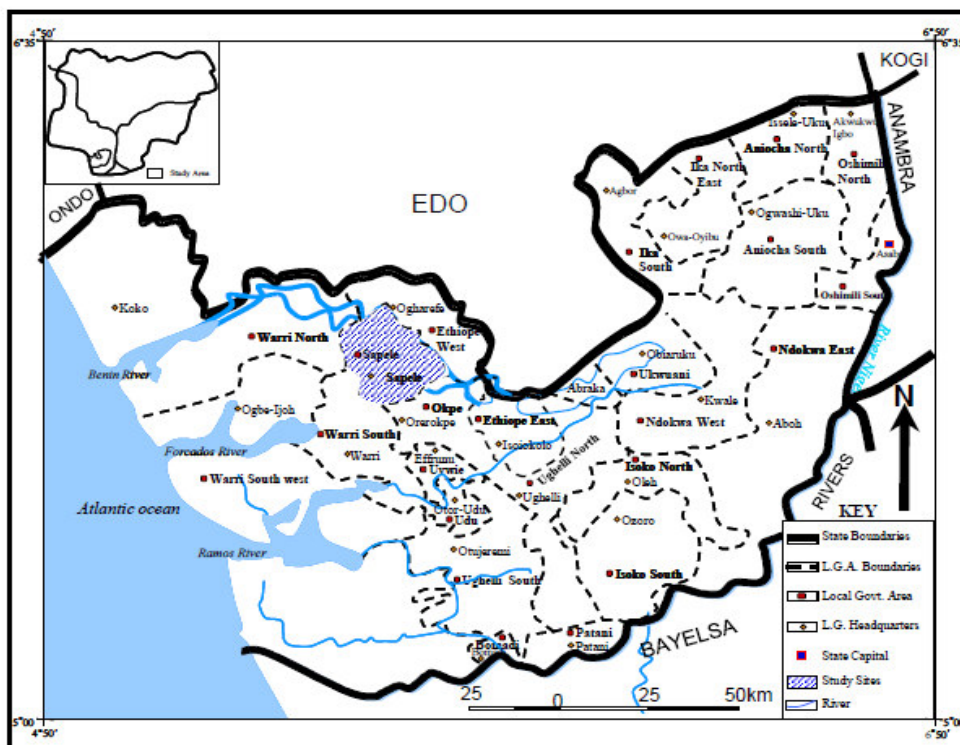 4°50'
6°50
6°35
6°35
KOGI
Study Area
ONDO
EDO
ANAMBRA
Issele-Uku
Akwukwu
Igbo
Aniocha North
Ika North
East
Oshimili
North
Agbor
Ogwashi-Uku
Owa-Oyibu
Aniocha South
Ika
South
Oshimili South
Koko
Ogharefe
Ethiope
West
Warri North
River Nige
Sapele
Obiaruku
Ndokwa East
Benin River
Sapele
Ukwuani
Abraka
N
Kwale
Ogbe-Ijoh
Okpe
Orerokpe
Ethiope East
Ndokwa West
Aboh
Warri South
Isoiokolo
Forcados River
Warri
Effrunu
Uvwie
Ughelli North
Isoko North
Oleh
RIVERS
Warri South west
Ughelli
Otor-Udu
Udu
Ozoro
Atlantic ocean
KEY
State Boundaries
Ramos River
Otujeremi
L.G.A. Boundaries
Ughelli South
Isoko South
Local Govt. Area
L.G. Headquarters
Patani
Patani
BAYELSA
State Capital
Study Sites
River
25
0
25
50km
5°00
5°00
4°50'
6°50